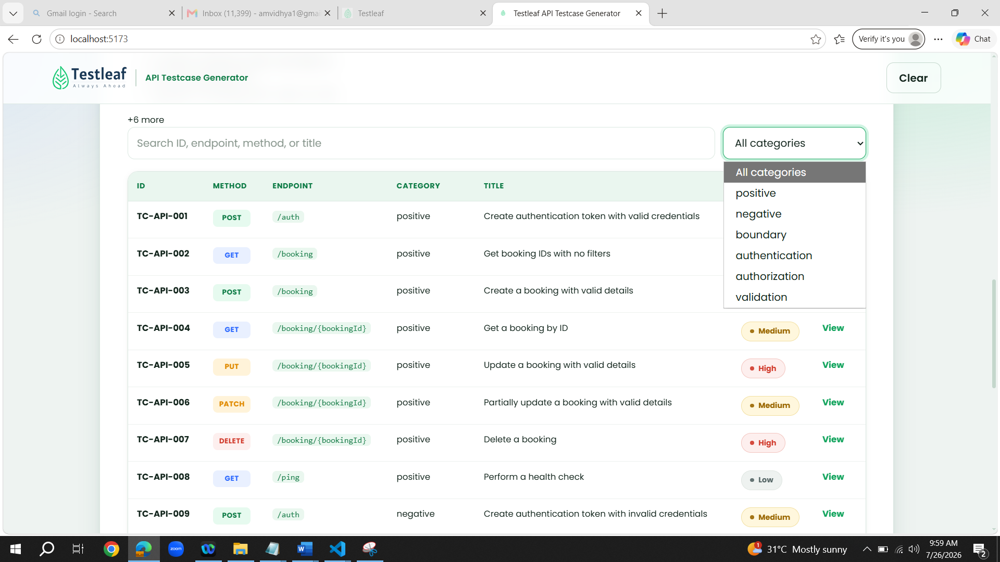 Gmail login - Search
Inbox (11,399) - amvidhya1@gmai
Testleaf
Testleaf API Testcase Generator
localhost:5173
Verify it's you
Chat
Testleaf
Always Ahead
API Testcase Generator
Clear
+6 more
Search ID, endpoint, method, or title
All categories
All categories
positive
negative
boundary
authentication
authorization
validation
ID METHOD ENDPOINT CATEGORY TITLE
TC-API-001 POST /auth positive Create authentication token with valid credentials
TC-API-002 GET /booking positive Get booking IDs with no filters
TC-API-003 POST /booking positive Create a booking with valid details
TC-API-004 GET /booking/{bookingId} positive Get a booking by ID Medium View
TC-API-005 PUT /booking/{bookingId} positive Update a booking with valid details High View
TC-API-006 PATCH /booking/{bookingId} positive Partially update a booking with valid details Medium View
TC-API-007 DELETE /booking/{bookingId} positive Delete a booking High View
TC-API-008 GET /ping positive Perform a health check Low View
TC-API-009 POST /auth negative Create authentication token with invalid credentials Medium View
zoom
W
1
31°C Mostly sunny
9:59 AM
7/26/2026
2